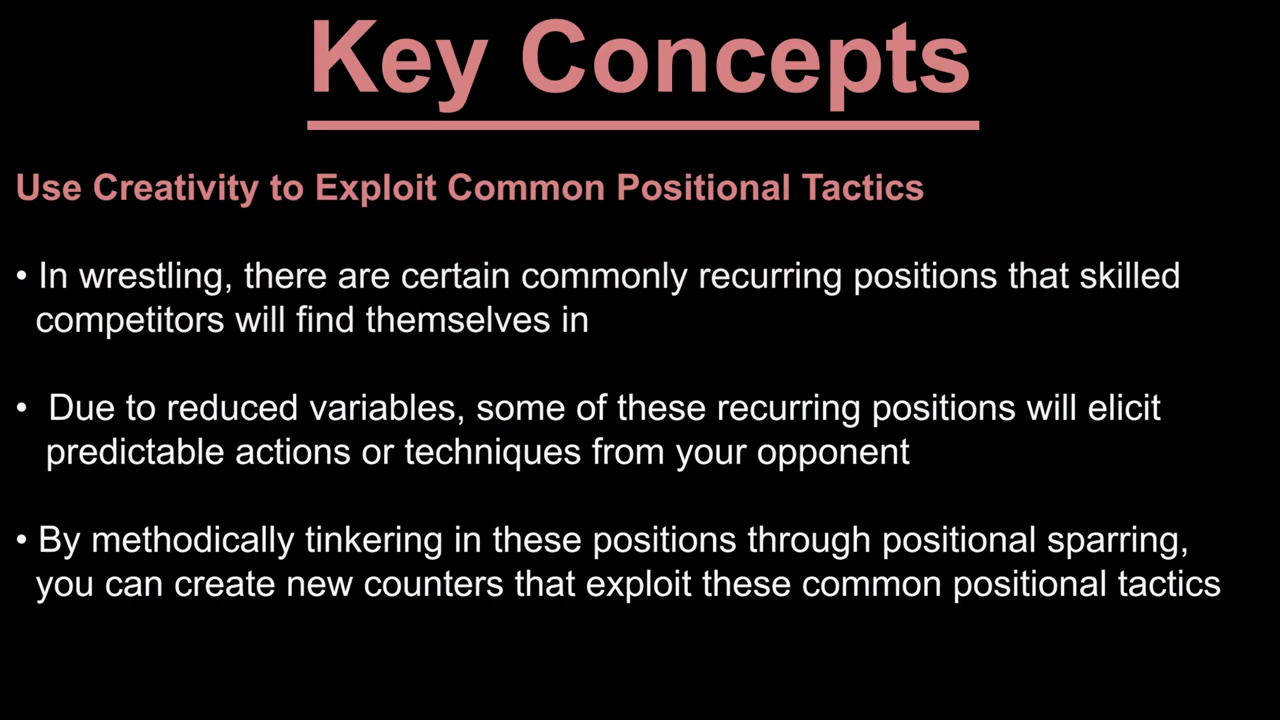 Key Concepts
Use Creativity to Exploit Common Positional Tactics
• In wrestling, there are certain commonly recurring positions that skilled
competitors will find themselves in
• Due to reduced variables, some of these recurring positions will elicit
predictable actions or techniques from your opponent
• By methodically tinkering in these positions through positional sparring,
you can create new counters that exploit these common positional tactics